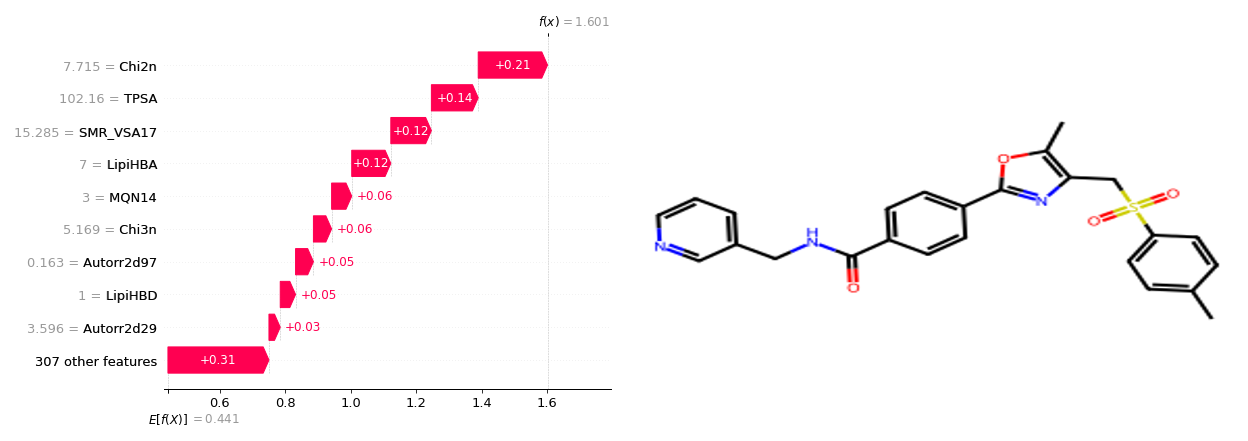 f(x) = 1.601
7.715 = Chi2n +0.21
102.16 = TPSA +0.14
15.285 = SMR_VSA17 +0.12
7 = LipiHBA +0.12
3 = MQN14 +0.06
5.169 = Chi3n +0.06
0.163 = Autorr2d97 +0.05
1 = LipiHBD +0.05
3.596 = Autorr2d29 +0.03
307 other features +0.31
0.6 0.8 1.0 1.2 1.4 1.6
E[f(X)] = 0.441
O
N
S
O
O
H
N
N
O